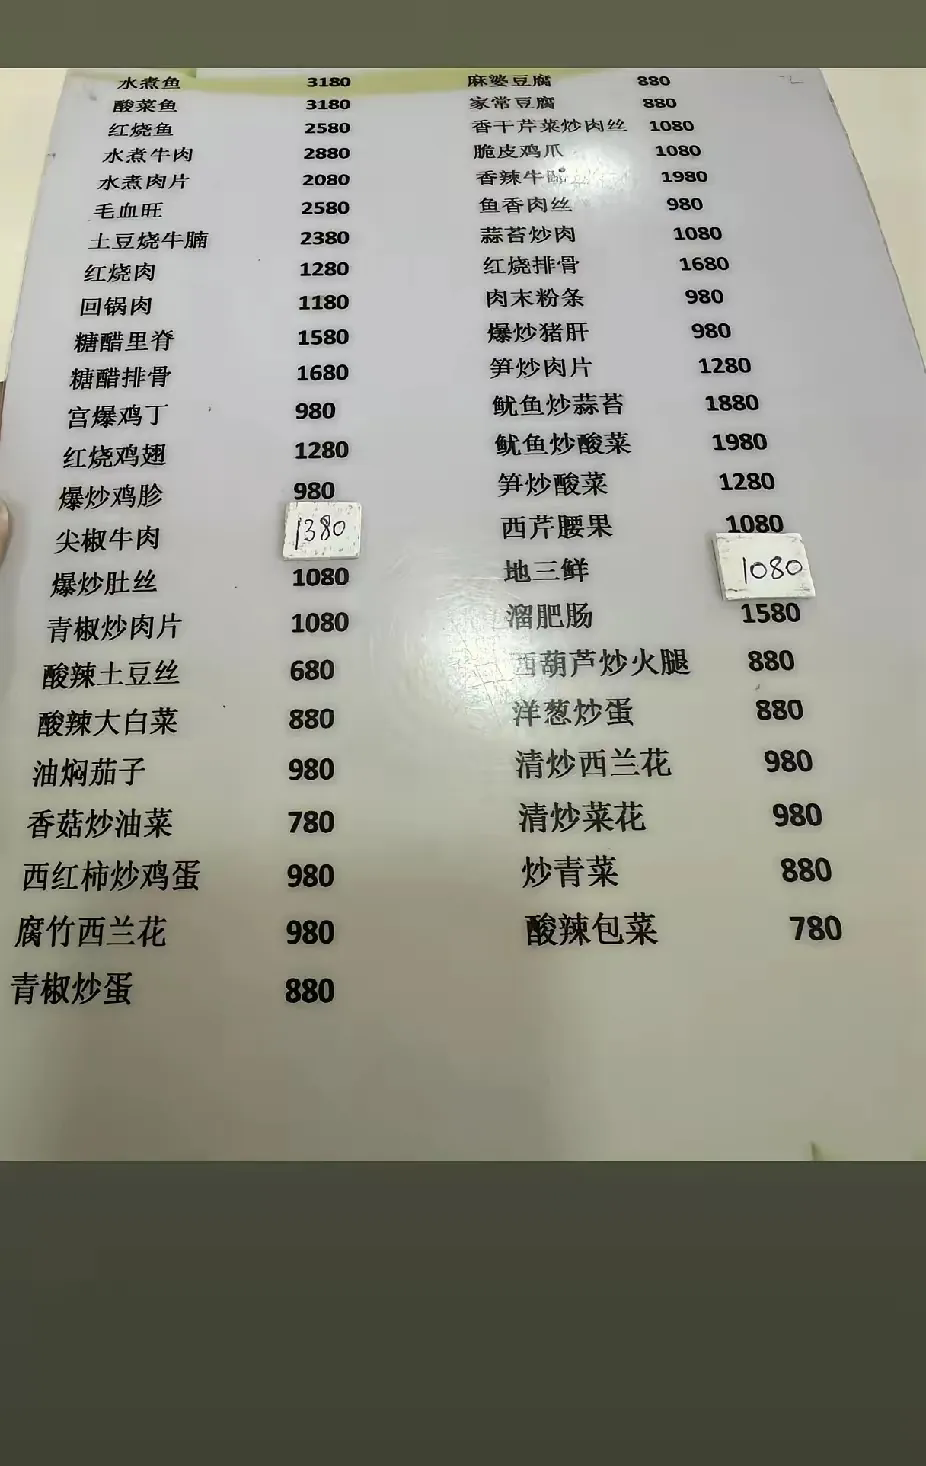 水煮鱼 3180
酸菜鱼 3180
红烧鱼 2580
水煮牛肉 2880
水煮肉片 2080
毛血旺 2580
土豆烧牛腩 2380
红烧肉 1280
回锅肉 1180
糖醋里脊 1580
糖醋排骨 1680
宫爆鸡丁 980
红烧鸡翅 1280
爆炒鸡胗 980
尖椒牛肉 1380
爆炒肚丝 1080
青椒炒肉片 1080
酸辣土豆丝 680
酸辣大白菜 880
油焖茄子 980
香菇炒油菜 780
西红柿炒鸡蛋 980
腐竹西兰花 980
青椒炒蛋 880
麻婆豆腐 880
家常豆腐 880
香干芹菜炒肉丝 1080
脆皮鸡爪 1080
香辣牛 1980
鱼香肉丝 980
蒜苔炒肉 1080
红烧排骨 1680
肉末粉条 980
爆炒猪肝 980
笋炒肉片 1280
鱿鱼炒蒜苔 1880
鱿鱼炒酸菜 1980
笋炒酸菜 1280
西芹腰果 1080
地三鲜 1080
溜肥肠 1580
西葫芦炒火腿 880
洋葱炒蛋 880
清炒西兰花 980
清炒菜花 980
炒青菜 880
酸辣包菜 780